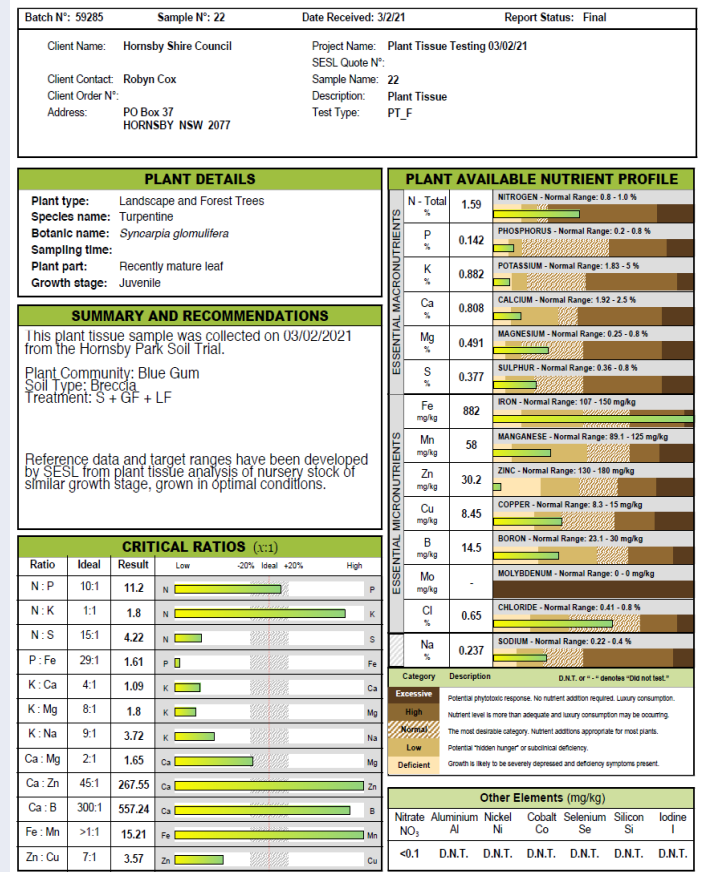 Batch N°: 59285 Sample N°: 22 Date Received: 3/2/21 Report Status: Final
Client Name: Hornsby Shire Council Project Name: Plant Tissue Testing 03/02/21
SESL Quote N°:
Client Contact: Robyn Cox Sample Name: 22
Client Order N°: Description: Plant Tissue
Address: PO Box 37 Test Type: PT_F
HORNSBY NSW 2077
PLANT DETAILS
Plant type: Landscape and Forest Trees
Species name: Turpentine
Botanic name: Syncarpia glomulifera
Sampling time:
Plant part: Recently mature leaf
Growth stage: Juvenile
SUMMARY AND RECOMMENDATIONS
This plant tissue sample was collected on 03/02/2021
from the Hornsby Park Soil Trial.
Plant Community: Blue Gum
Soil Type: Breccia
Treatment: S + GF + LF
Reference data and target ranges have been developed
by SESL from plant tissue analysis of nursery stock of
similar growth stage, grown in optimal conditions.
CRITICAL RATIOS (x:1)
Ratio Ideal Result Low -20% Ideal +20% High
N : P 10:1 11.2 N P
N : K 1:1 1.8 N K
N : S 15:1 4.22 N S
P : Fe 29:1 1.61 P Fe
K : Ca 4:1 1.09 K Ca
K : Mg 8:1 1.8 K Mg
K : Na 9:1 3.72 K Na
Ca : Mg 2:1 1.65 Ca Mg
Ca : Zn 45:1 267.55 Ca Zn
Ca : B 300:1 557.24 Ca B
Fe : Mn >1:1 15.21 Fe Mn
Zn : Cu 7:1 3.57 Zn Cu
PLANT AVAILABLE NUTRIENT PROFILE
ESSENTIAL MACRONUTRIENTS
N - Total % 1.59 NITROGEN - Normal Range: 0.8 - 1.0 %
P % 0.142 PHOSPHORUS - Normal Range: 0.2 - 0.8 %
K % 0.882 POTASSIUM - Normal Range: 1.83 - 5 %
Ca % 0.808 CALCIUM - Normal Range: 1.92 - 2.5 %
Mg % 0.491 MAGNESIUM - Normal Range: 0.25 - 0.8 %
S % 0.377 SULPHUR - Normal Range: 0.36 - 0.8 %
ESSENTIAL MICRONUTRIENTS
Fe mg/kg 882 IRON - Normal Range: 107 - 150 mg/kg
Mn mg/kg 58 MANGANESE - Normal Range: 89.1 - 125 mg/kg
Zn mg/kg 30.2 ZINC - Normal Range: 130 - 180 mg/kg
Cu mg/kg 8.45 COPPER - Normal Range: 8.3 - 15 mg/kg
B mg/kg 14.5 BORON - Normal Range: 23.1 - 30 mg/kg
Mo mg/kg - MOLYBDENUM - Normal Range: 0 - 0 mg/kg
Cl % 0.65 CHLORIDE - Normal Range: 0.41 - 0.8 %
Na % 0.237 SODIUM - Normal Range: 0.22 - 0.4 %
Category Description D.N.T. or " - " denotes "Did not test."
Excessive Potential phytotoxic response. No nutrient addition required. Luxury consumption.
High Nutrient level is more than adequate and luxury consumption may be occurring.
Normal The most desirable category. Nutrient additions appropriate for most plants.
Low Potential "hidden hunger" or subclinical deficiency.
Deficient Growth is likely to be severely depressed and deficiency symptoms present.
Other Elements (mg/kg)
Nitrate Aluminium Nickel Cobalt Selenium Silicon Iodine
NO3 Al Ni Co Se Si I
<0.1 D.N.T. D.N.T. D.N.T. D.N.T. D.N.T. D.N.T.